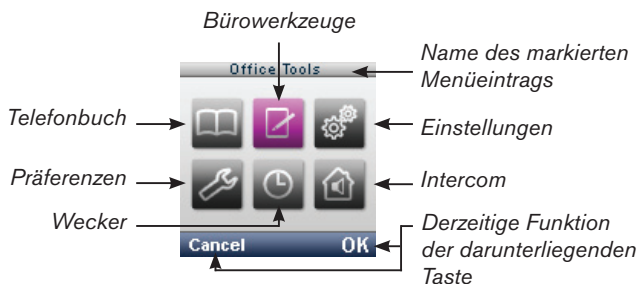 Bürowerkzeuge
Office Tools
Name des markierten
Menüeintrags
Telefonbuch
Einstellungen
Präferenzen
Intercom
Wecker
Cancel
OK
Derzeitige Funktion
der darunterliegenden
Taste